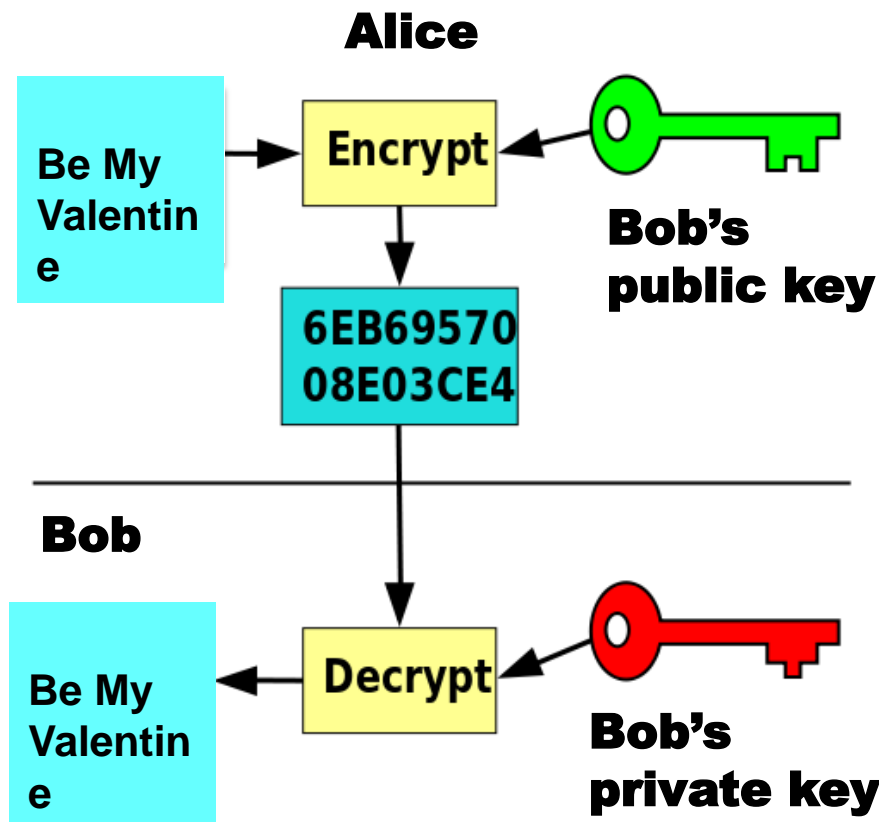 Alice
Be My
Valentin
e
Encrypt
Bob’s
public key
6EB69570
08E03CE4
Bob
Be My
Valentin
e
Decrypt
Bob’s
private key